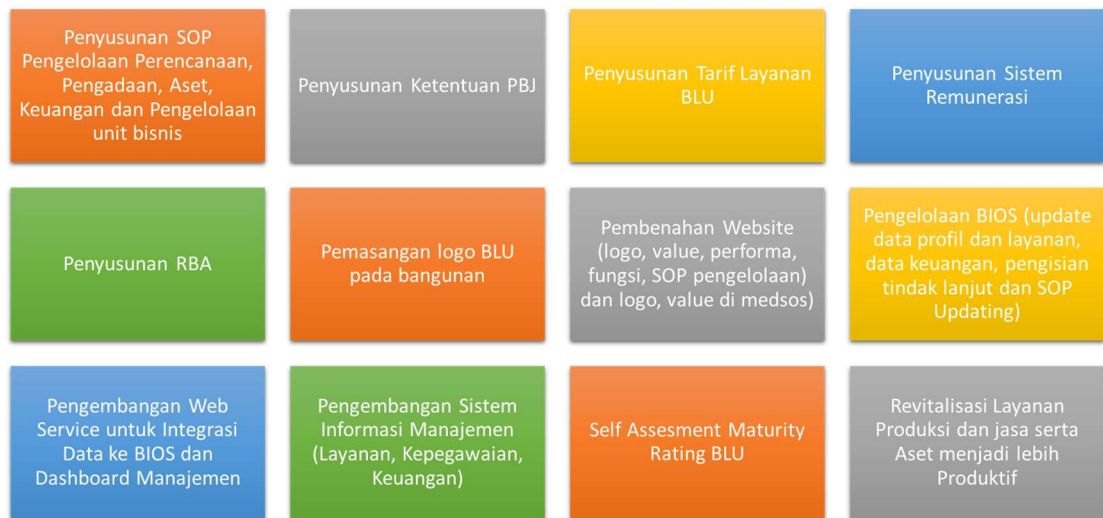 Penyusunan SOP
Pengelolaan Perencanaan,
Pengadaan, Aset,
Keuangan dan Pengelolaan
unit bisnis
Penyusunan Ketentuan PBJ
Penyusunan Tarif Layanan
BLU
Penyusunan Sistem
Remunerasi
Penyusunan RBA
Pemasangan logo BLU
pada bangunan
Pembenahan Website
(logo, value, performa,
fungsi, SOP pengelolaan)
dan logo, value di medsos)
Pengelolaan BIOS (update
data profil dan layanan,
data keuangan, pengisian
tindak lanjut dan SOP
Updating)
Pengembangan Web
Service untuk Integrasi
Data ke BIOS dan
Dashboard Manajemen
Pengembangan Sistem
Informasi Manajemen
(Layanan, Kepegawaian,
Keuangan)
Self Assesment Maturity
Rating BLU
Revitalisasi Layanan
Produksi dan jasa serta
Aset menjadi lebih
Produktif